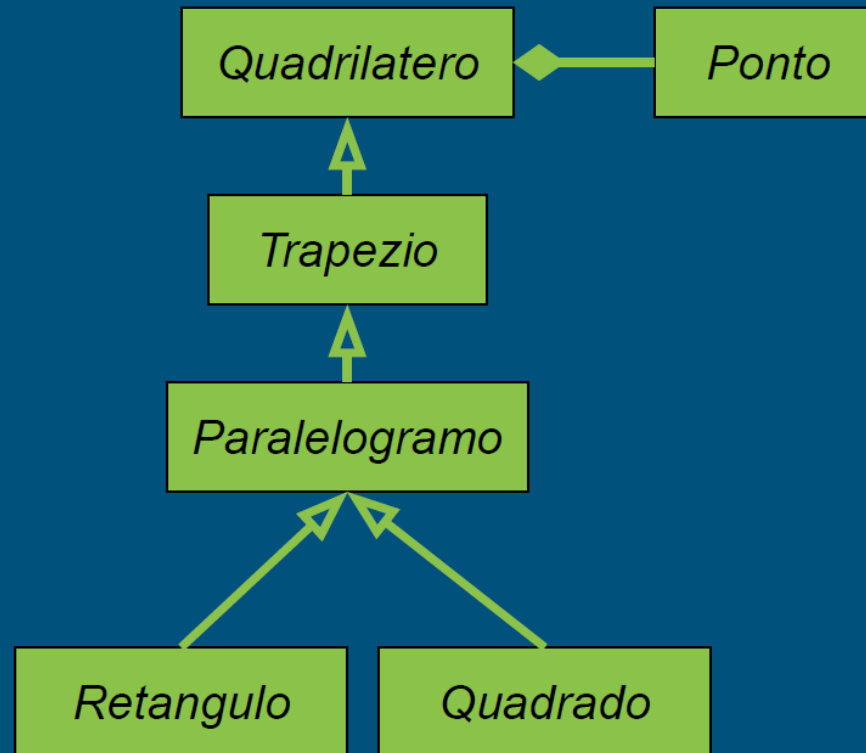 Quadrilatero
Ponto
Trapezio
Paralelogramo
Retangulo
Quadrado